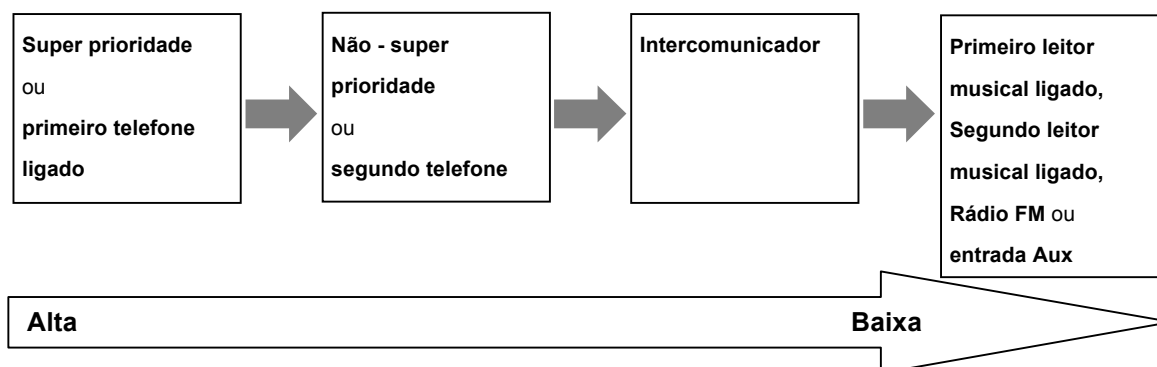 Super prioridade
ou
primeiro telefone
ligado
Não - super
prioridade
ou
segundo telefone
Intercomunicador
Primeiro leitor
musical ligado,
Segundo leitor
musical ligado,
Rádio FM ou
entrada Aux
Alta
Baixa